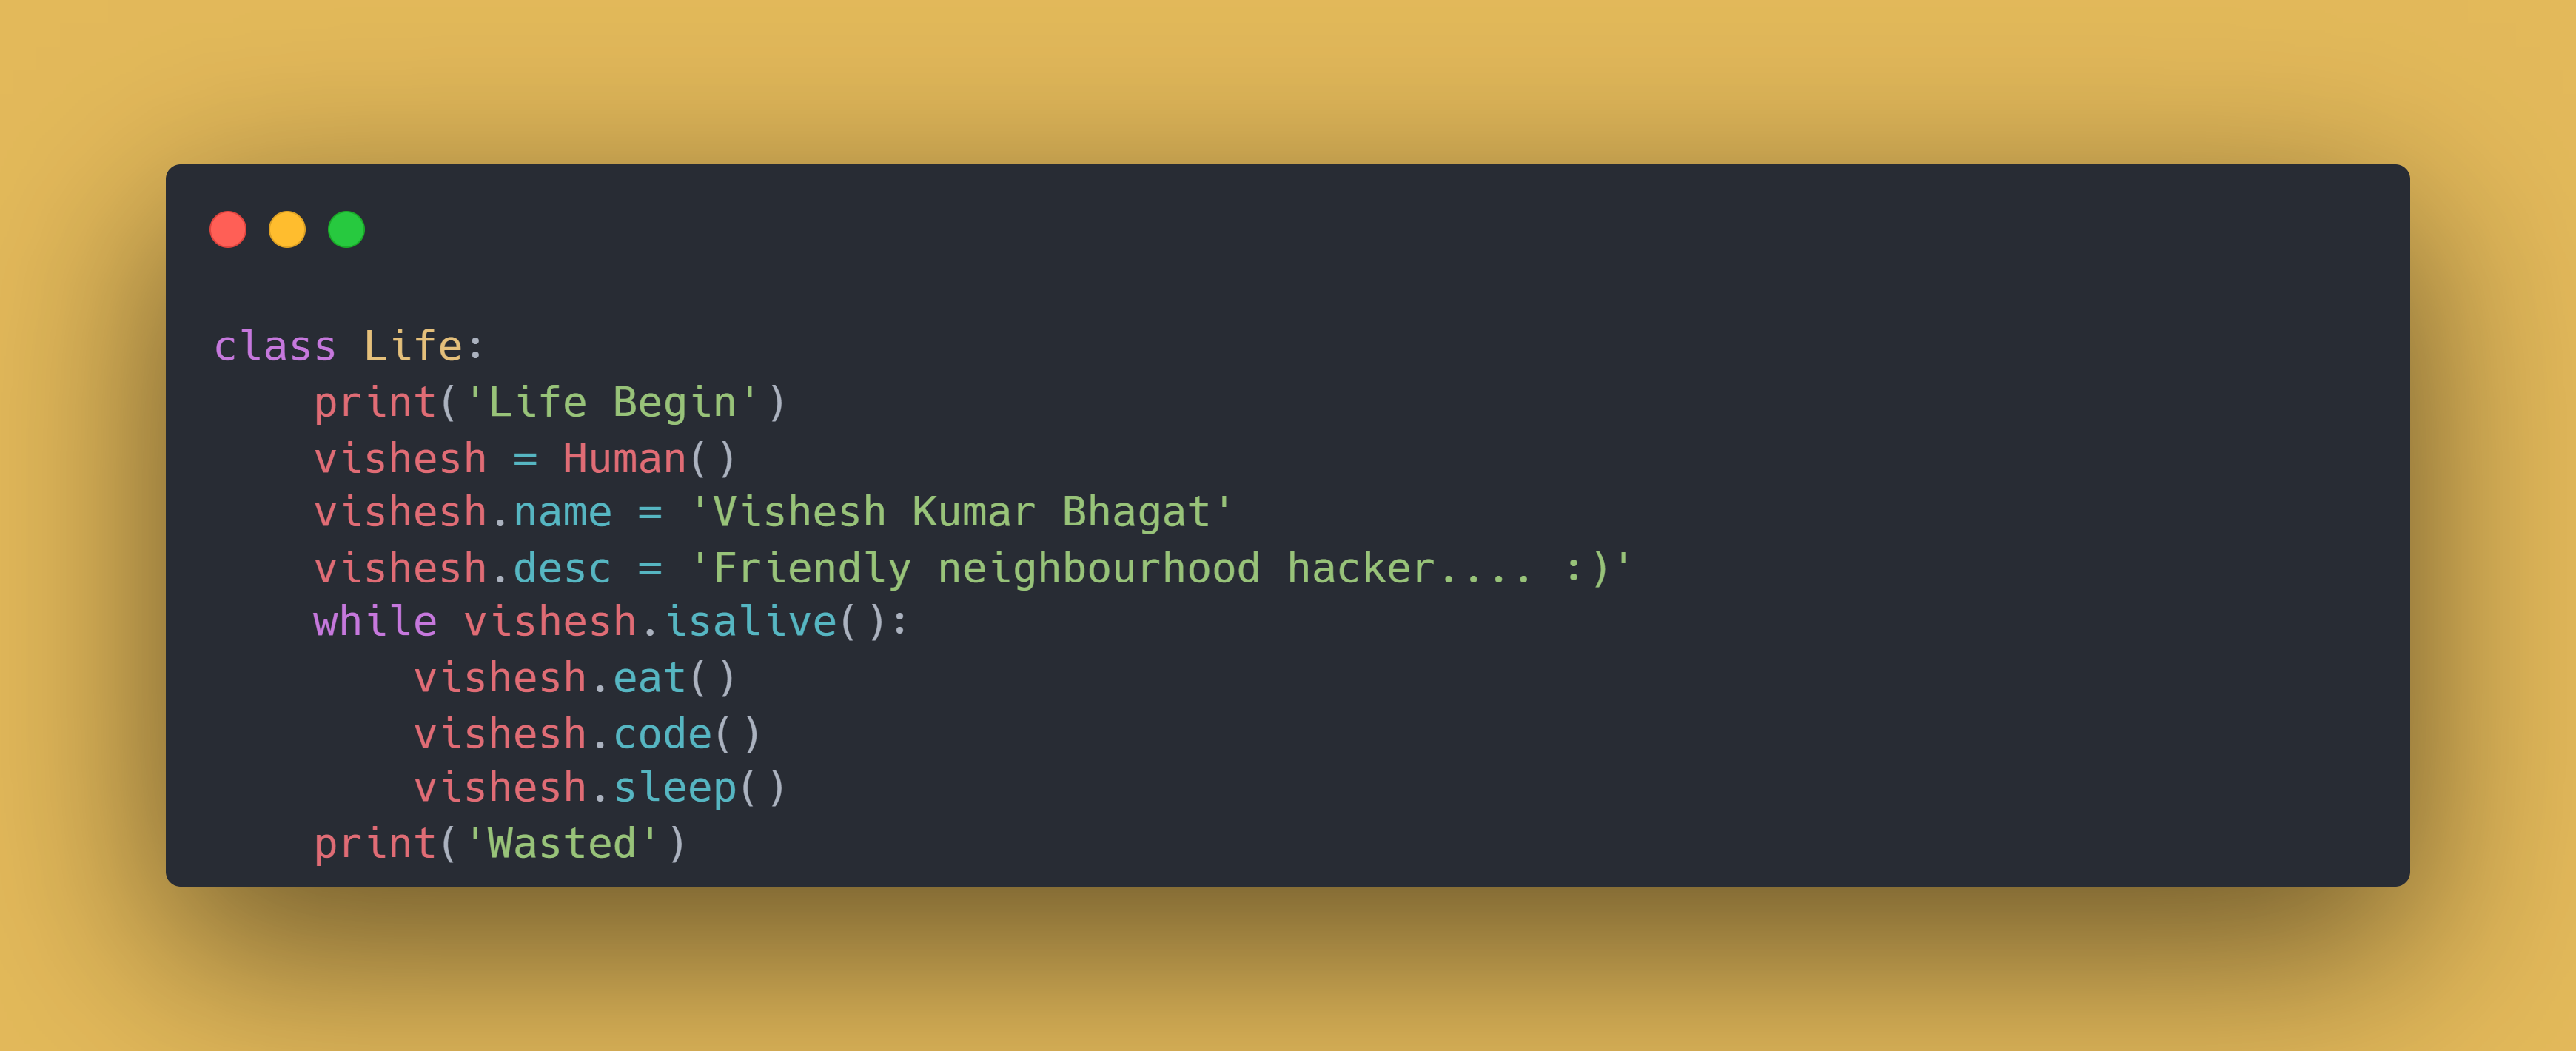 class Life:
    print('Life Begin')
    vishesh = Human()
    vishesh.name = 'Vishesh Kumar Bhagat'
    vishesh.desc = 'Friendly neighbourhood hacker.... :)'
    while vishesh.isalive():
        vishesh.eat()
        vishesh.code()
        vishesh.sleep()
    print('Wasted')